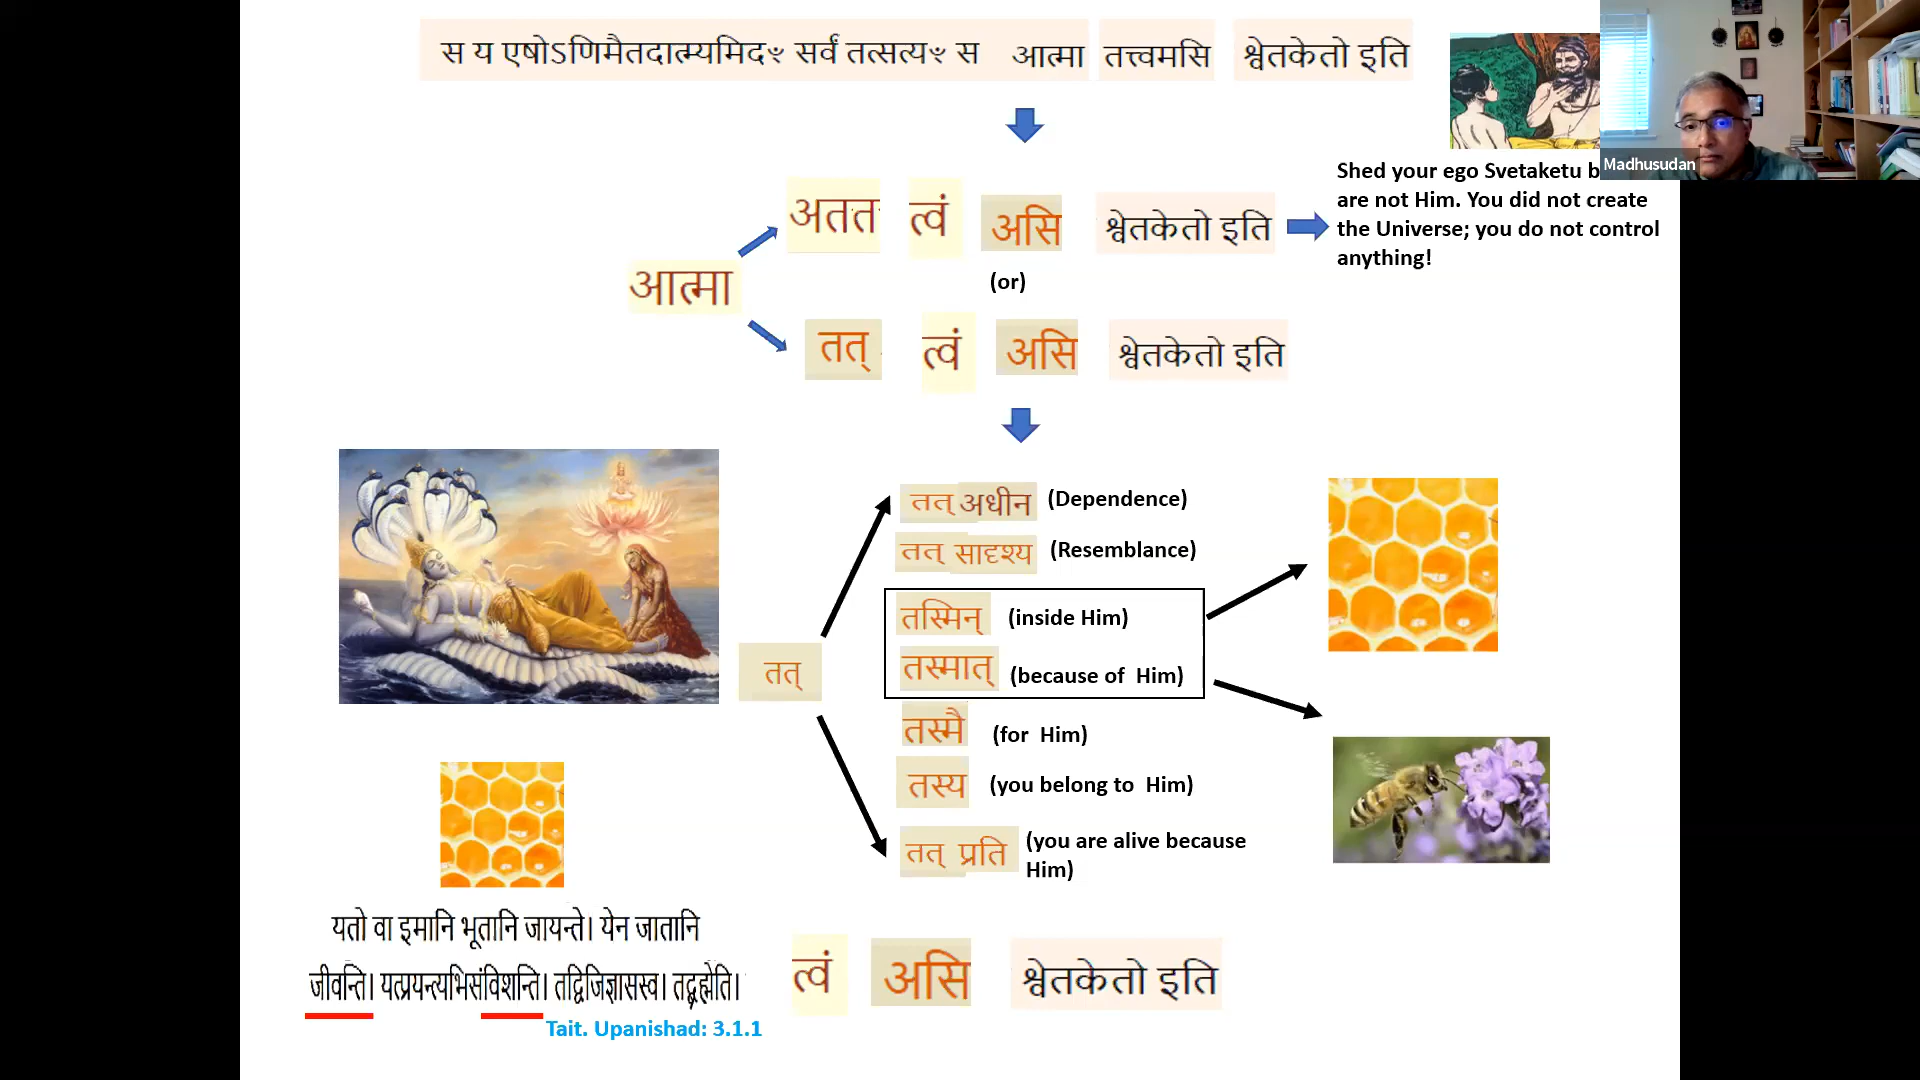 स य एषोऽणिमैतदात्म्यमिदꣳ सर्वं तत्सत्यꣳ स आत्मा तत्त्वमसि श्वेतकेतो इति
Madhusudan
Shed your ego Svetaketu
are not Him. You did not create
the Universe; you do not control
anything!
अतत् त्वं असि श्वेतकेतो इति
(or)
आत्मा
तत् त्वं असि श्वेतकेतो इति
तत् अधीन (Dependence)
तत् सादृश्य (Resemblance)
तस्मिन् (inside Him)
तस्मात् (because of Him)
तत्
तस्मै (for Him)
तस्य (you belong to Him)
तत् प्रति (you are alive because
Him)
यतो वा इमानि भूतानि जायन्ते। येन जातानि
जीवन्ति। यत्प्रयन्त्यभिसंविशन्ति। तद्विजिज्ञासस्व। तद्ब्रह्मेति।
Tait. Upanishad: 3.1.1
त्वं असि श्वेतकेतो इति